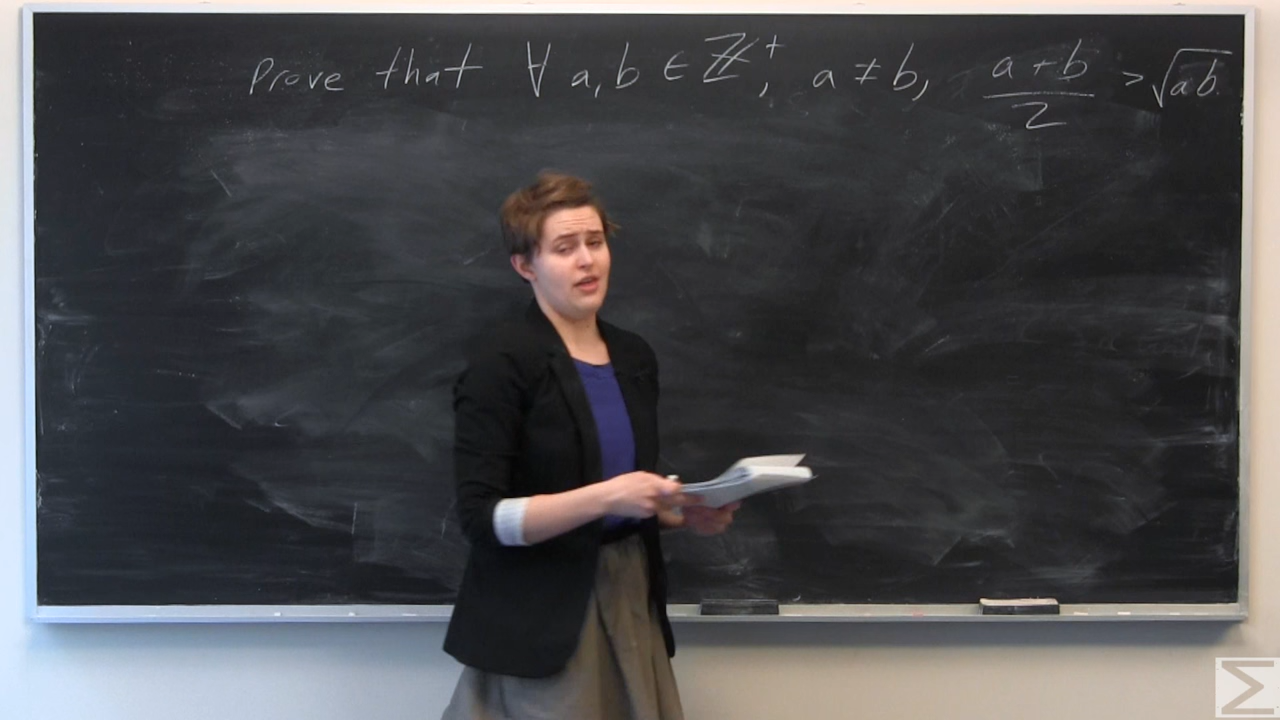 Prove that ∀ a, b ∈ ℤ⁺, a ≠ b, (a + b)/2 > √(ab)
Σ